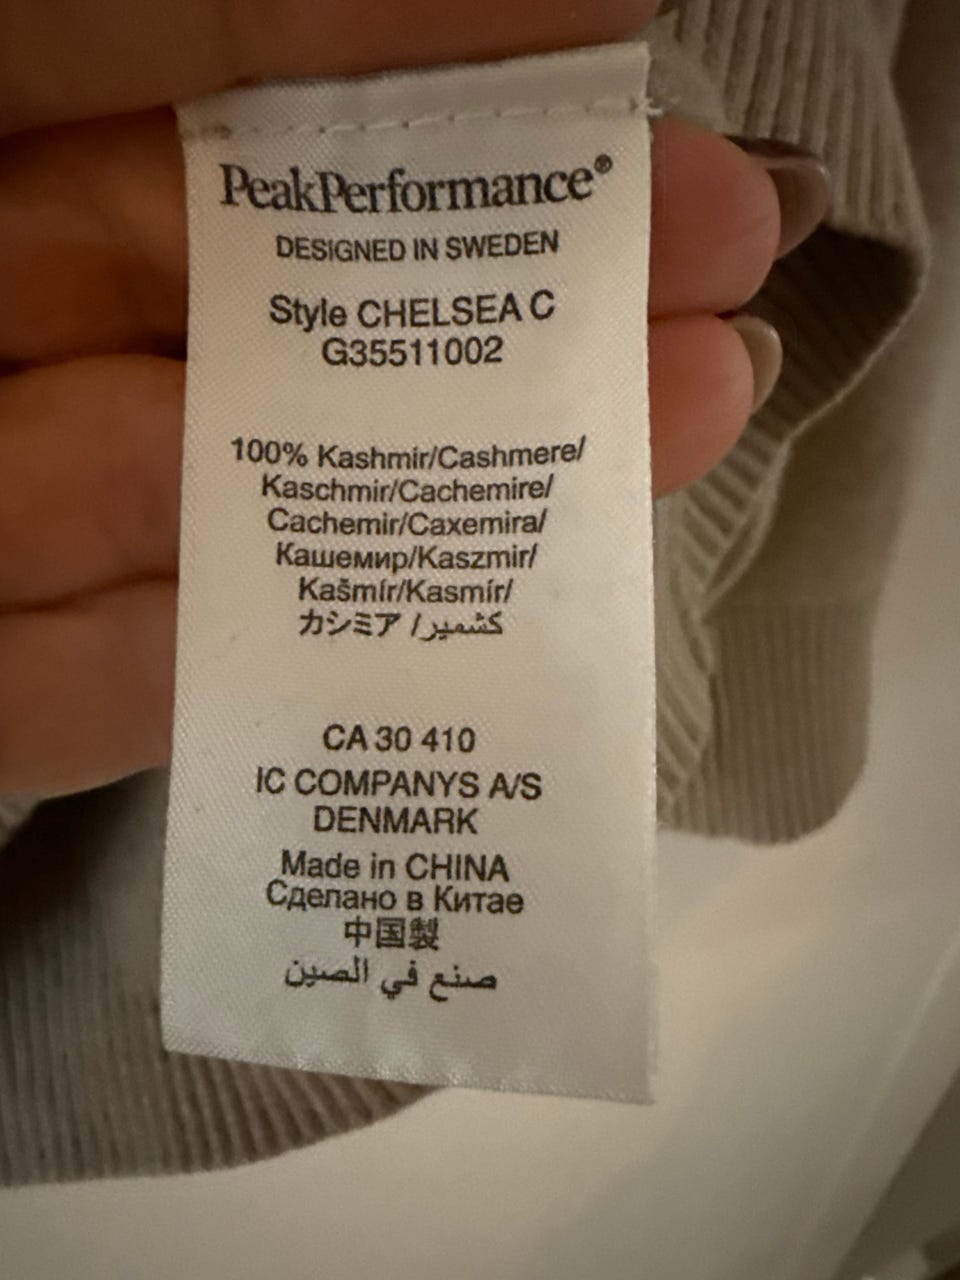 PeakPerformance®
DESIGNED IN SWEDEN
Style CHELSEA C
G35511002
100% Kashmir/Cashmere/
Kaschmir/Cachemire/
Cachemir/Caxemira/
Кашемир/Kaszmir/
Kašmír/Kasmír/
カシミア /كشمير
CA 30 410
IC COMPANYS A/S
DENMARK
Made in CHINA
Сделано в Китае
中国製
صنع في الصين